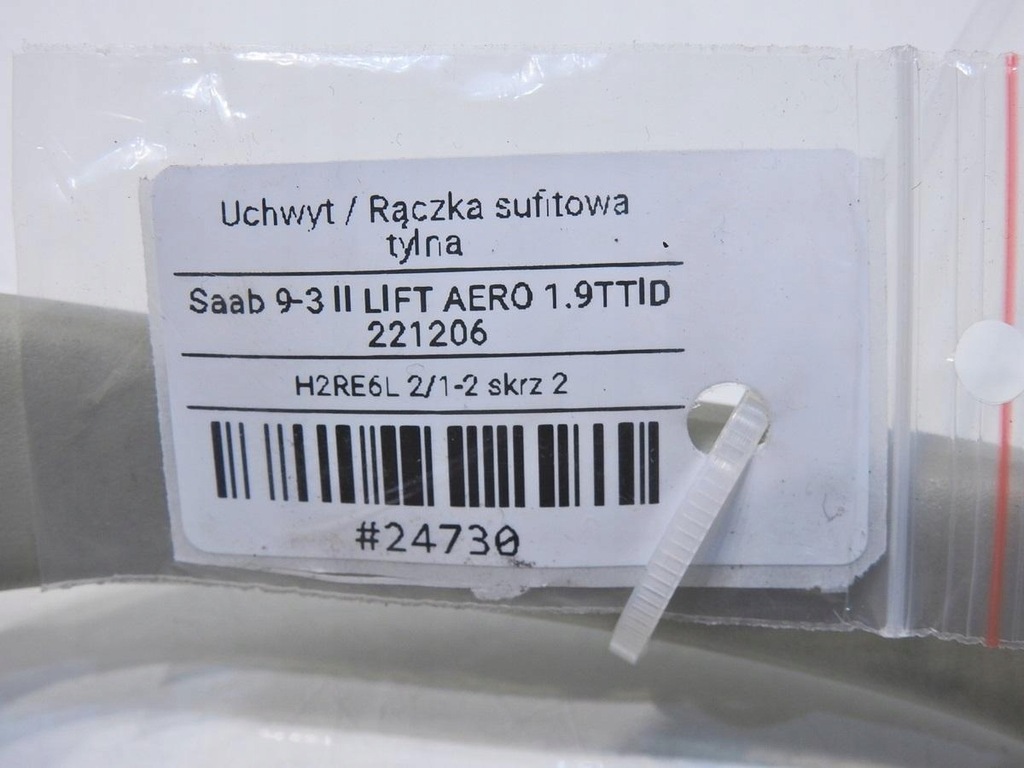 Uchwyt / Rączka sufitowa
tylna
Saab 9-3 II LIFT AERO 1.9TTID
221206
H2RE6L 2/1-2 skrz 2
#24730